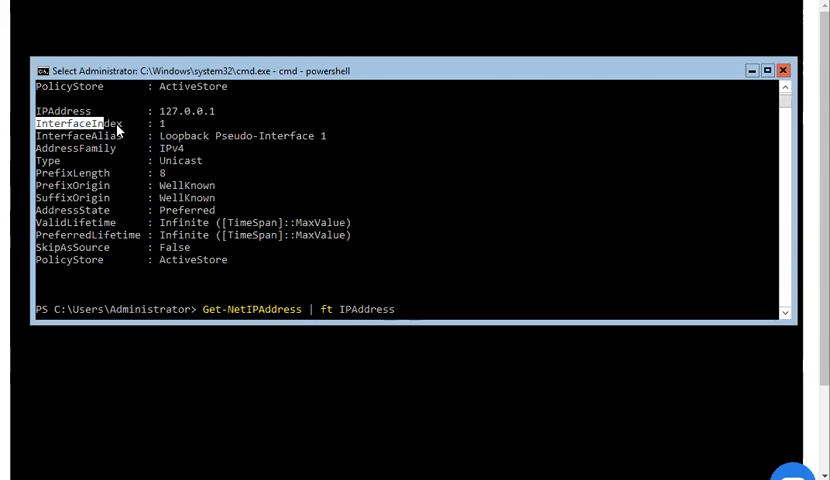 Select Administrator: C:\Windows\system32\cmd.exe - cmd - powershell
PolicyStore : ActiveStore
IPAddress : 127.0.0.1
InterfaceIndex : 1
InterfaceAlias : Loopback Pseudo-Interface 1
AddressFamily : IPv4
Type : Unicast
PrefixLength : 8
PrefixOrigin : WellKnown
SuffixOrigin : WellKnown
AddressState : Preferred
ValidLifetime : Infinite ([TimeSpan]::MaxValue)
PreferredLifetime : Infinite ([TimeSpan]::MaxValue)
SkipAsSource : False
PolicyStore : ActiveStore
PS C:\Users\Administrator> Get-NetIPAddress | ft IPAddress